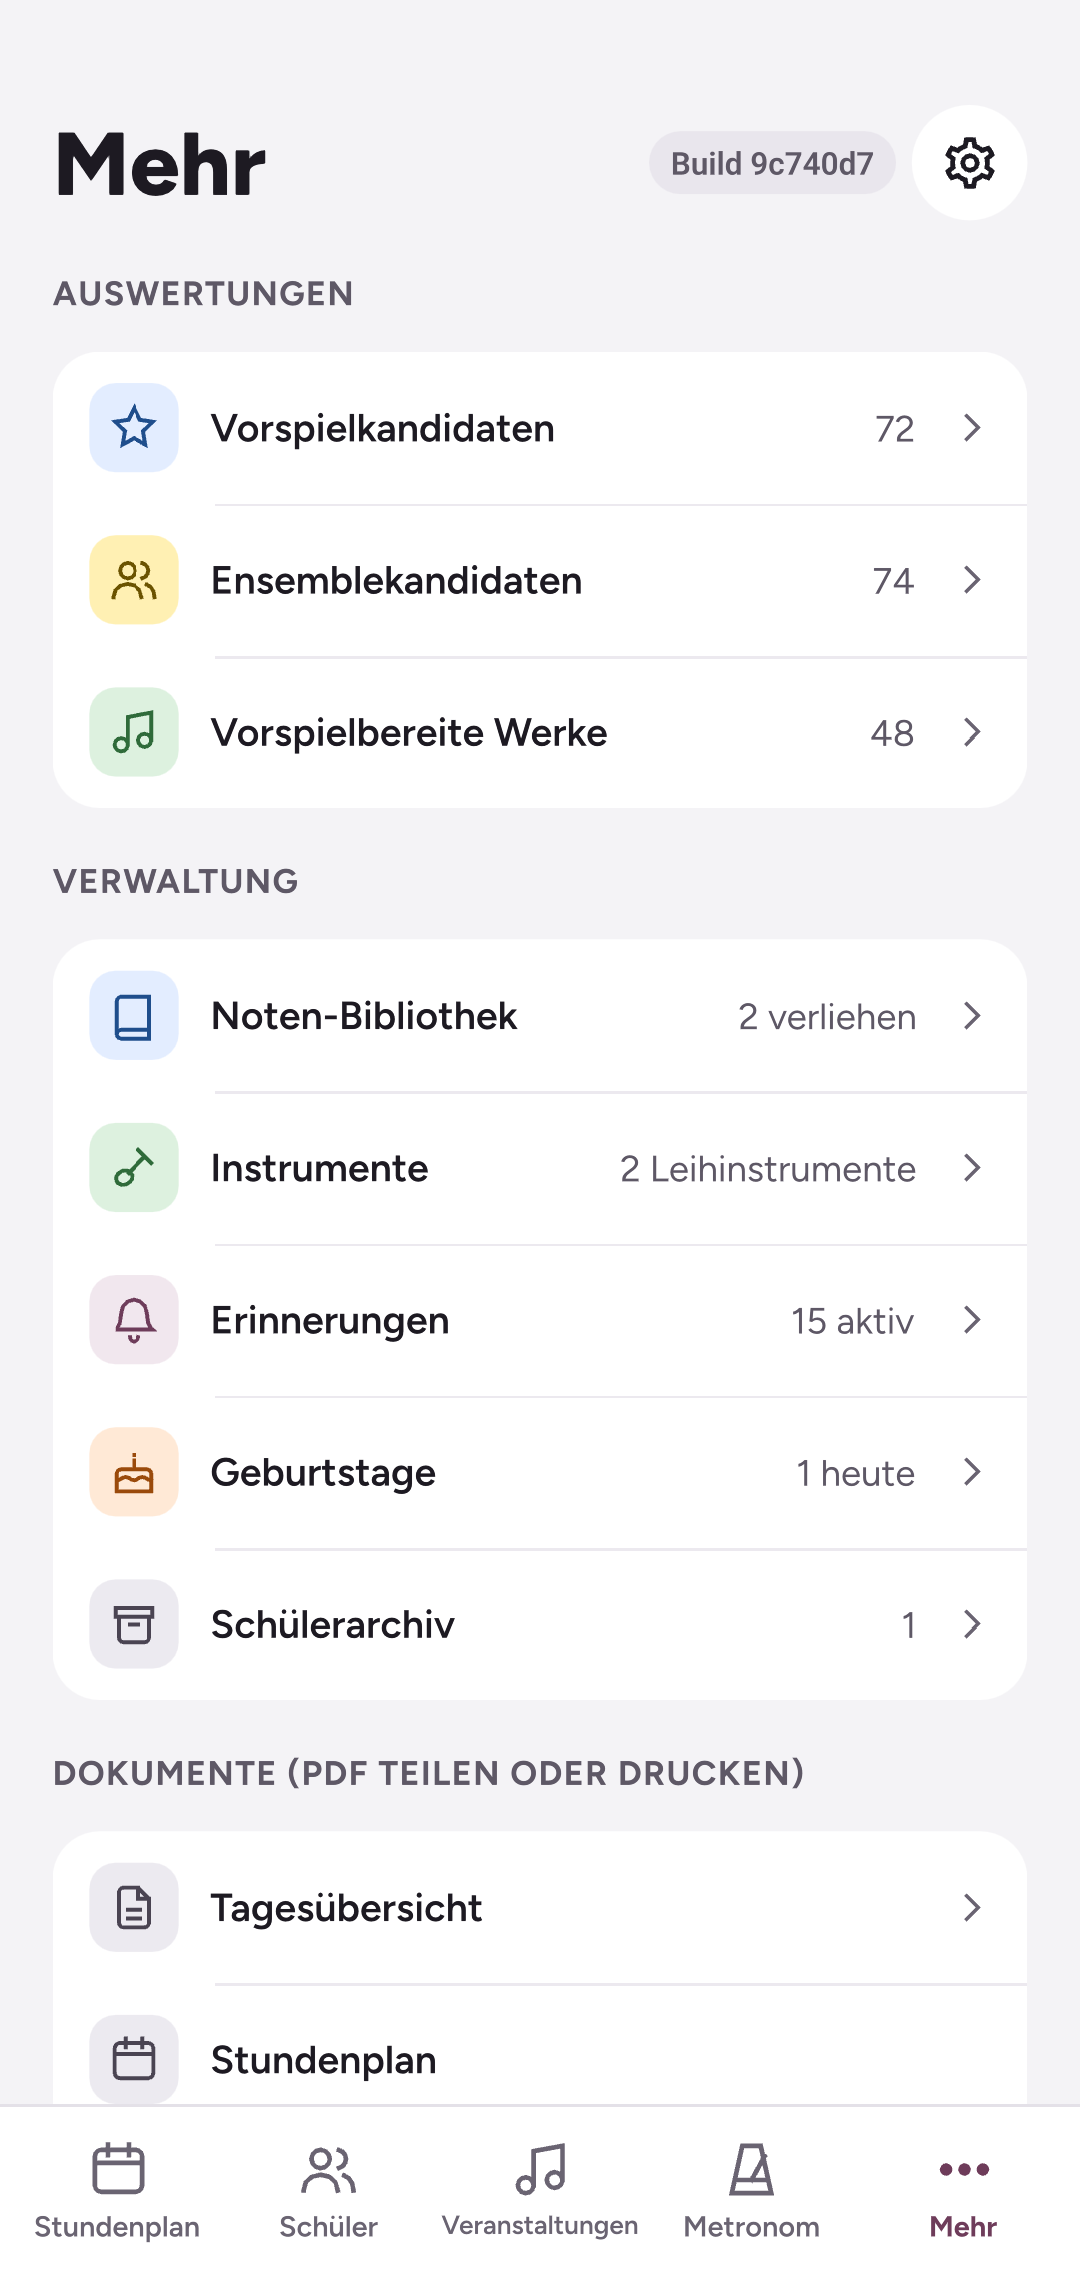 Mehr
Build 9c740d7
AUSWERTUNGEN
Vorspielkandidaten 72
Ensemblekandidaten 74
Vorspielbereite Werke 48
VERWALTUNG
Noten-Bibliothek 2 verliehen
Instrumente 2 Leihinstrumente
Erinnerungen 15 aktiv
Geburtstage 1 heute
Schülerarchiv 1
DOKUMENTE (PDF TEILEN ODER DRUCKEN)
Tagesübersicht
Stundenplan
Stundenplan Schüler Veranstaltungen Metronom Mehr